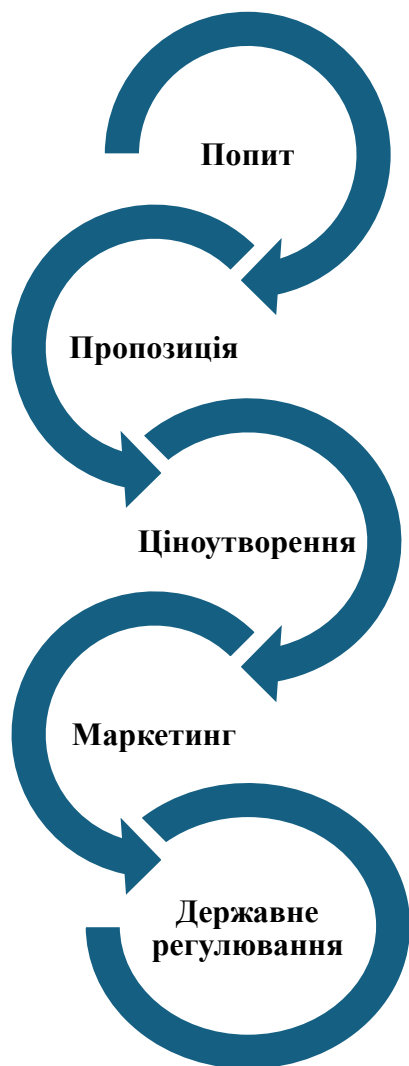 Попит
Пропозиція
Ціноутворення
Маркетинг
Державне
регулювання